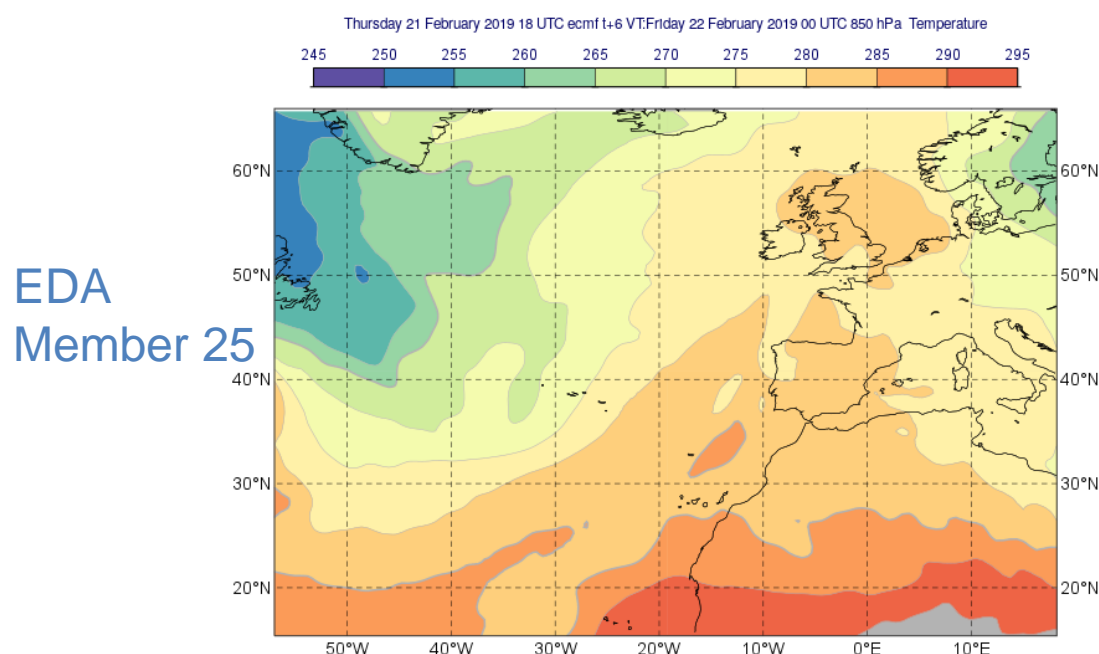 Thursday 21 February 2019 18 UTC ecmf t+6 VT:Friday 22 February 2019 00 UTC 850 hPa Temperature
245 250 255 260 265 270 275 280 285 290 295
EDA
Member 25
60°N 60°N
50°N 50°N
40°N 40°N
30°N 30°N
20°N 20°N
50°W 40°W 30°W 20°W 10°W 0°E 10°E